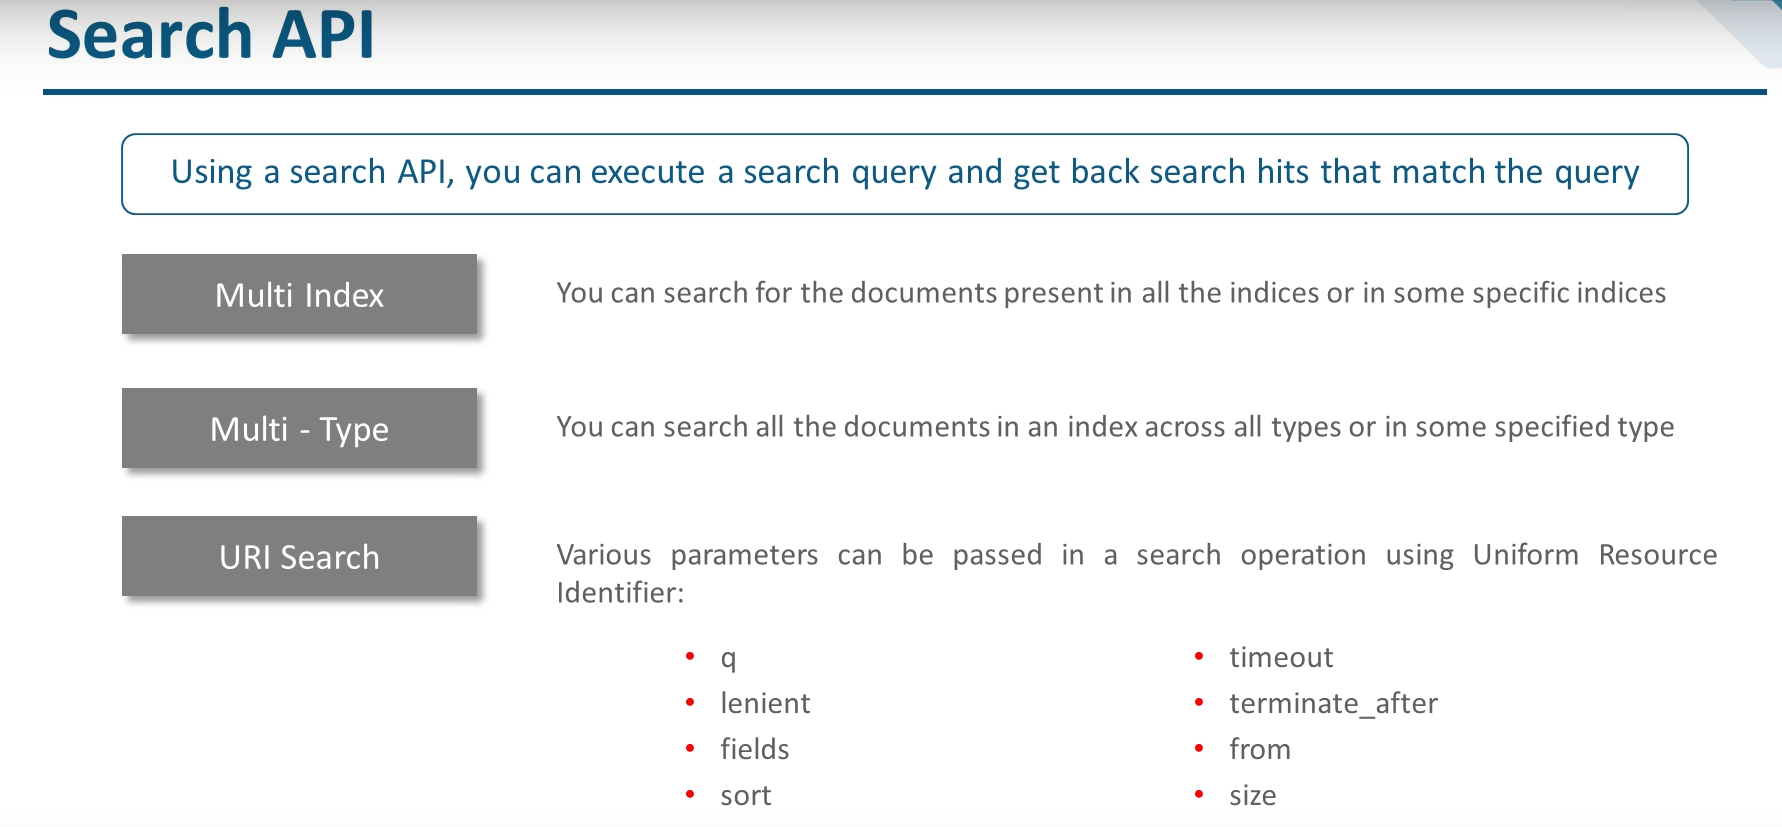 Search API
Using a search API, you can execute a search query and get back search hits that match the query
Multi Index
You can search for the documents present in all the indices or in some specific indices
Multi - Type
You can search all the documents in an index across all types or in some specified type
URI Search
Various parameters can be passed in a search operation using Uniform Resource
Identifier:
• q
• lenient
• fields
• sort
• timeout
• terminate_after
• from
• size